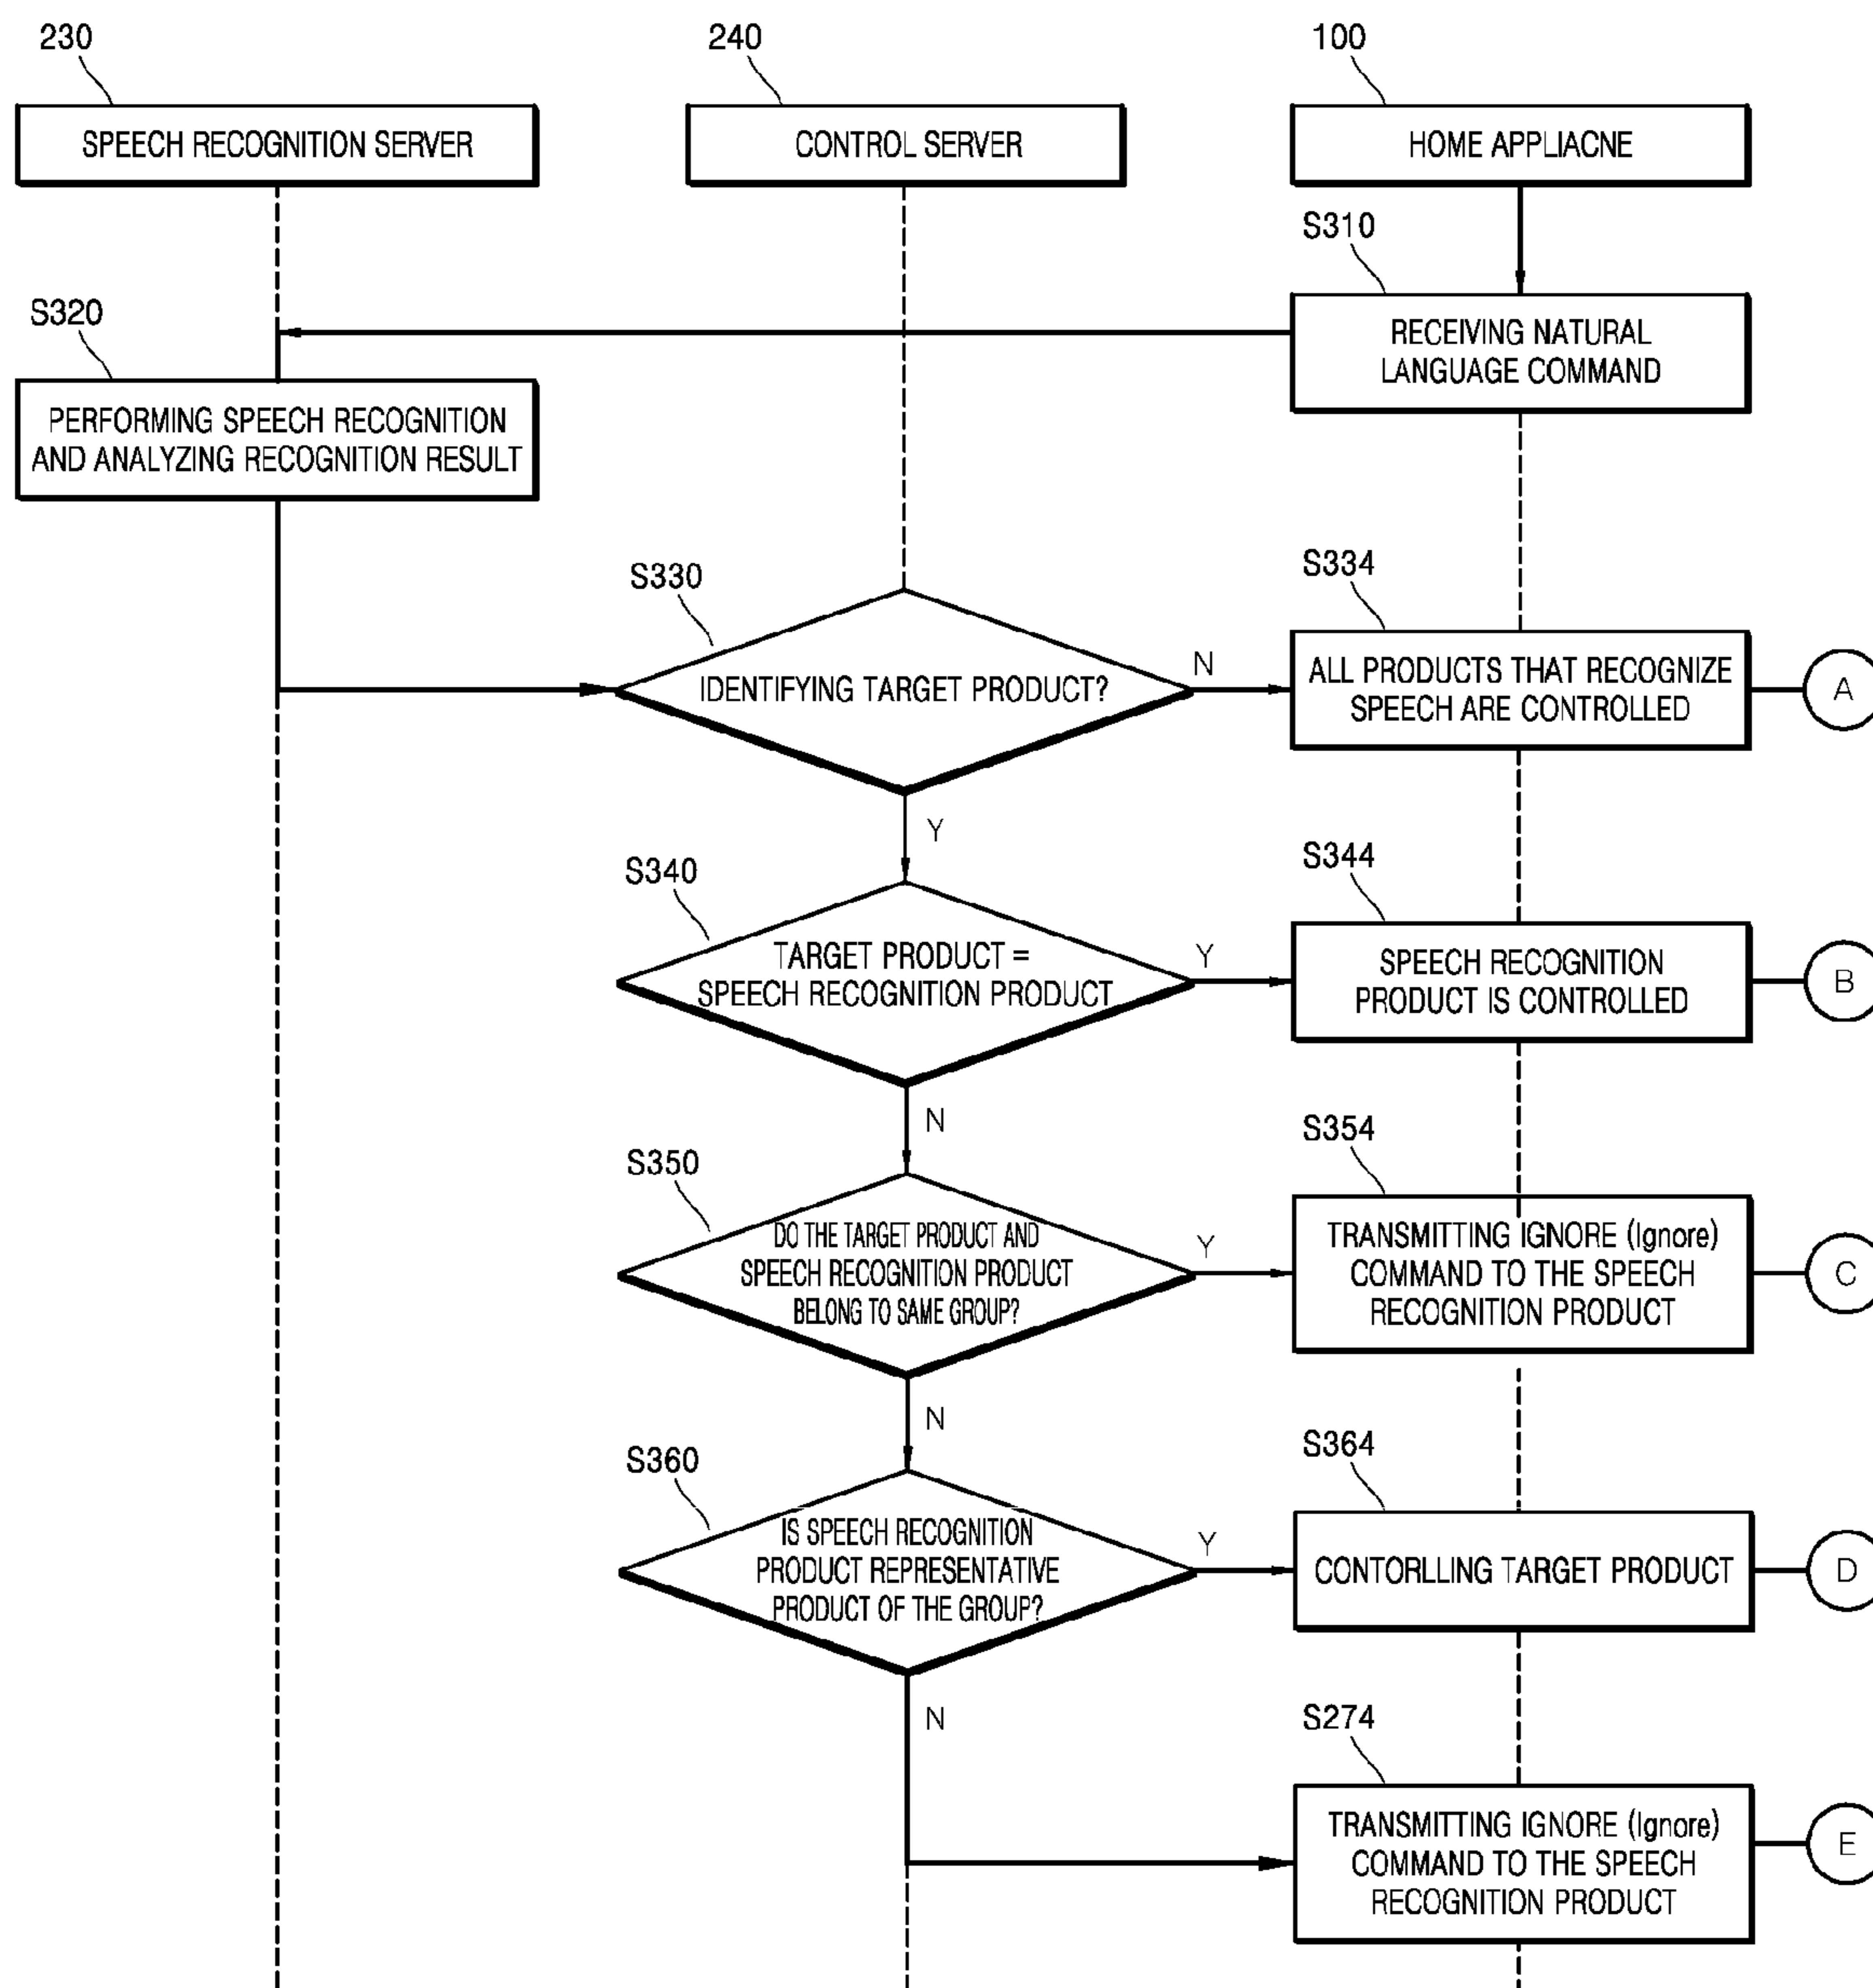 230
240
100
SPEECH RECOGNITION SERVER
CONTROL SERVER
HOME APPLIACNE
S310
RECEIVING NATURAL
LANGUAGE COMMAND
S320
PERFORMING SPEECH RECOGNITION
AND ANALYZING RECOGNITION RESULT
S330
IDENTIFYING TARGET PRODUCT?
N
Y
S334
ALL PRODUCTS THAT RECOGNIZE
SPEECH ARE CONTROLLED
A
S340
TARGET PRODUCT =
SPEECH RECOGNITION PRODUCT
Y
N
S344
SPEECH RECOGNITION
PRODUCT IS CONTROLLED
B
S350
DO THE TARGET PRODUCT AND
SPEECH RECOGNITION PRODUCT
BELONG TO SAME GROUP?
Y
N
S354
TRANSMITTING IGNORE (Ignore)
COMMAND TO THE SPEECH
RECOGNITION PRODUCT
C
S360
IS SPEECH RECOGNITION
PRODUCT REPRESENTATIVE
PRODUCT OF THE GROUP?
Y
N
S364
CONTORLLING TARGET PRODUCT
D
S274
TRANSMITTING IGNORE (Ignore)
COMMAND TO THE SPEECH
RECOGNITION PRODUCT
E